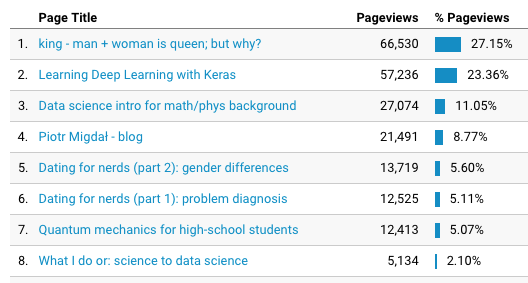 Page Title Pageviews % Pageviews
1. king - man + woman is queen; but why? 66,530 27.15%
2. Learning Deep Learning with Keras 57,236 23.36%
3. Data science intro for math/phys background 27,074 11.05%
4. Piotr Migdał - blog 21,491 8.77%
5. Dating for nerds (part 2): gender differences 13,719 5.60%
6. Dating for nerds (part 1): problem diagnosis 12,525 5.11%
7. Quantum mechanics for high-school students 12,413 5.07%
8. What I do or: science to data science 5,134 2.10%